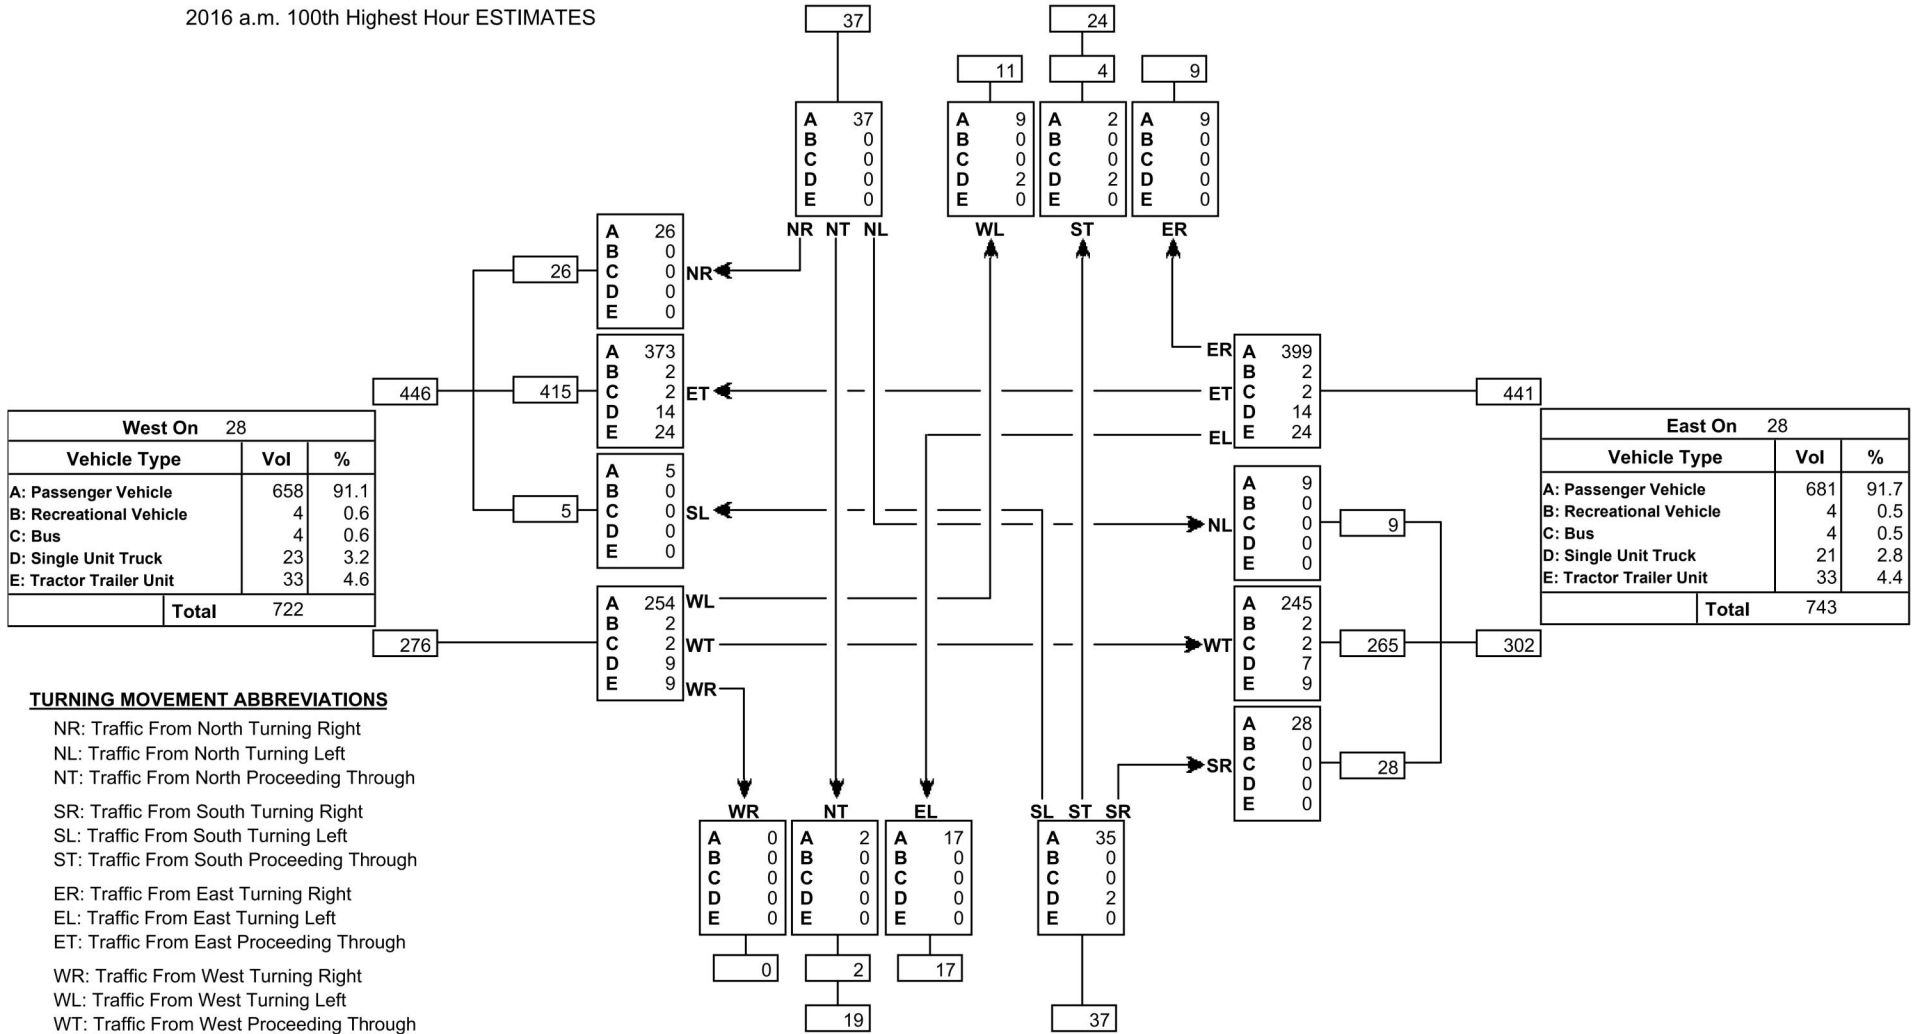 2016 a.m. 100th Highest Hour ESTIMATES
37
24
11
4
9
A 37
B 0
C 0
D 0
E 0
A 9
B 0
C 0
D 2
E 0
A 2
B 0
C 0
D 2
E 0
A 9
B 0
C 0
D 0
E 0
NR NT NL
WL
ST
ER
26
A 26
B 0
C 0
D 0
E 0
NR
446
415
A 373
B 2
C 2
D 14
E 24
ET
5
A 5
B 0
C 0
D 0
E 0
SL
276
A 254
B 2
C 2
D 9
E 9
WL
WT
WR
ER
ET
EL
A 399
B 2
C 2
D 14
E 24
441
NL
A 9
B 0
C 0
D 0
E 0
9
WT
A 245
B 2
C 2
D 7
E 9
265
302
SR
A 28
B 0
C 0
D 0
E 0
28
West On 28
Vehicle Type Vol %
A: Passenger Vehicle 658 91.1
B: Recreational Vehicle 4 0.6
C: Bus 4 0.6
D: Single Unit Truck 23 3.2
E: Tractor Trailer Unit 33 4.6
Total 722
East On 28
Vehicle Type Vol %
A: Passenger Vehicle 681 91.7
B: Recreational Vehicle 4 0.5
C: Bus 4 0.5
D: Single Unit Truck 21 2.8
E: Tractor Trailer Unit 33 4.4
Total 743
TURNING MOVEMENT ABBREVIATIONS
NR: Traffic From North Turning Right
NL: Traffic From North Turning Left
NT: Traffic From North Proceeding Through
SR: Traffic From South Turning Right
SL: Traffic From South Turning Left
ST: Traffic From South Proceeding Through
ER: Traffic From East Turning Right
EL: Traffic From East Turning Left
ET: Traffic From East Proceeding Through
WR: Traffic From West Turning Right
WL: Traffic From West Turning Left
WT: Traffic From West Proceeding Through
WR
NT
EL
SL ST SR
A 0
B 0
C 0
D 0
E 0
A 2
B 0
C 0
D 0
E 0
A 17
B 0
C 0
D 0
E 0
A 35
B 0
C 0
D 2
E 0
0
2
17
19
37